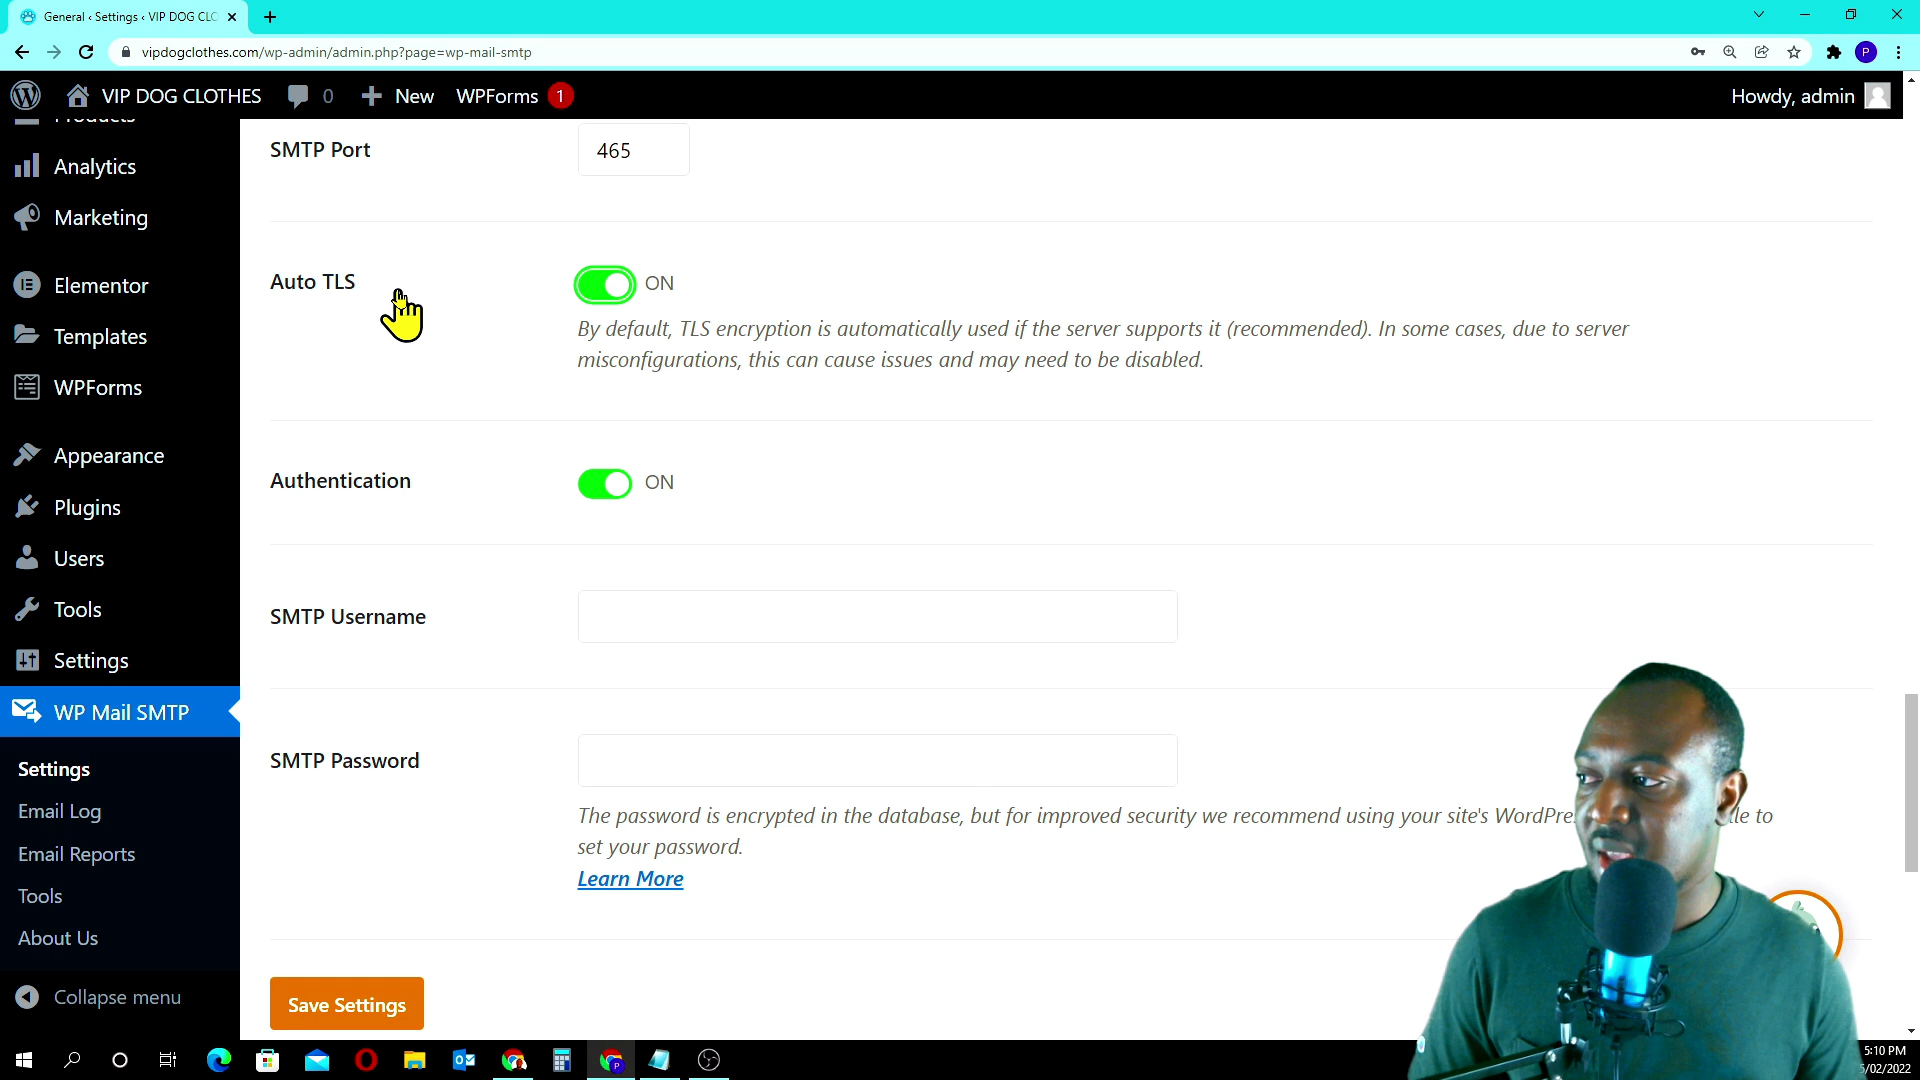 General ‹ Settings ‹ VIP DOG CLO
vipdogclothes.com/wp-admin/admin.php?page=wp-mail-smtp
P
VIP DOG CLOTHES 0 New WPForms 1
Howdy, admin
Products
Analytics
Marketing
Elementor
Templates
WPForms
Appearance
Plugins
Users
Tools
Settings
WP Mail SMTP
Settings
Email Log
Email Reports
Tools
About Us
Collapse menu
SMTP Port
465
Auto TLS
ON
By default, TLS encryption is automatically used if the server supports it (recommended). In some cases, due to server
misconfigurations, this can cause issues and may need to be disabled.
Authentication
ON
SMTP Username
SMTP Password
The password is encrypted in the database, but for improved security we recommend using your site's WordPre
set your password.
Learn More
Save Settings
5:10 PM
5/02/2022